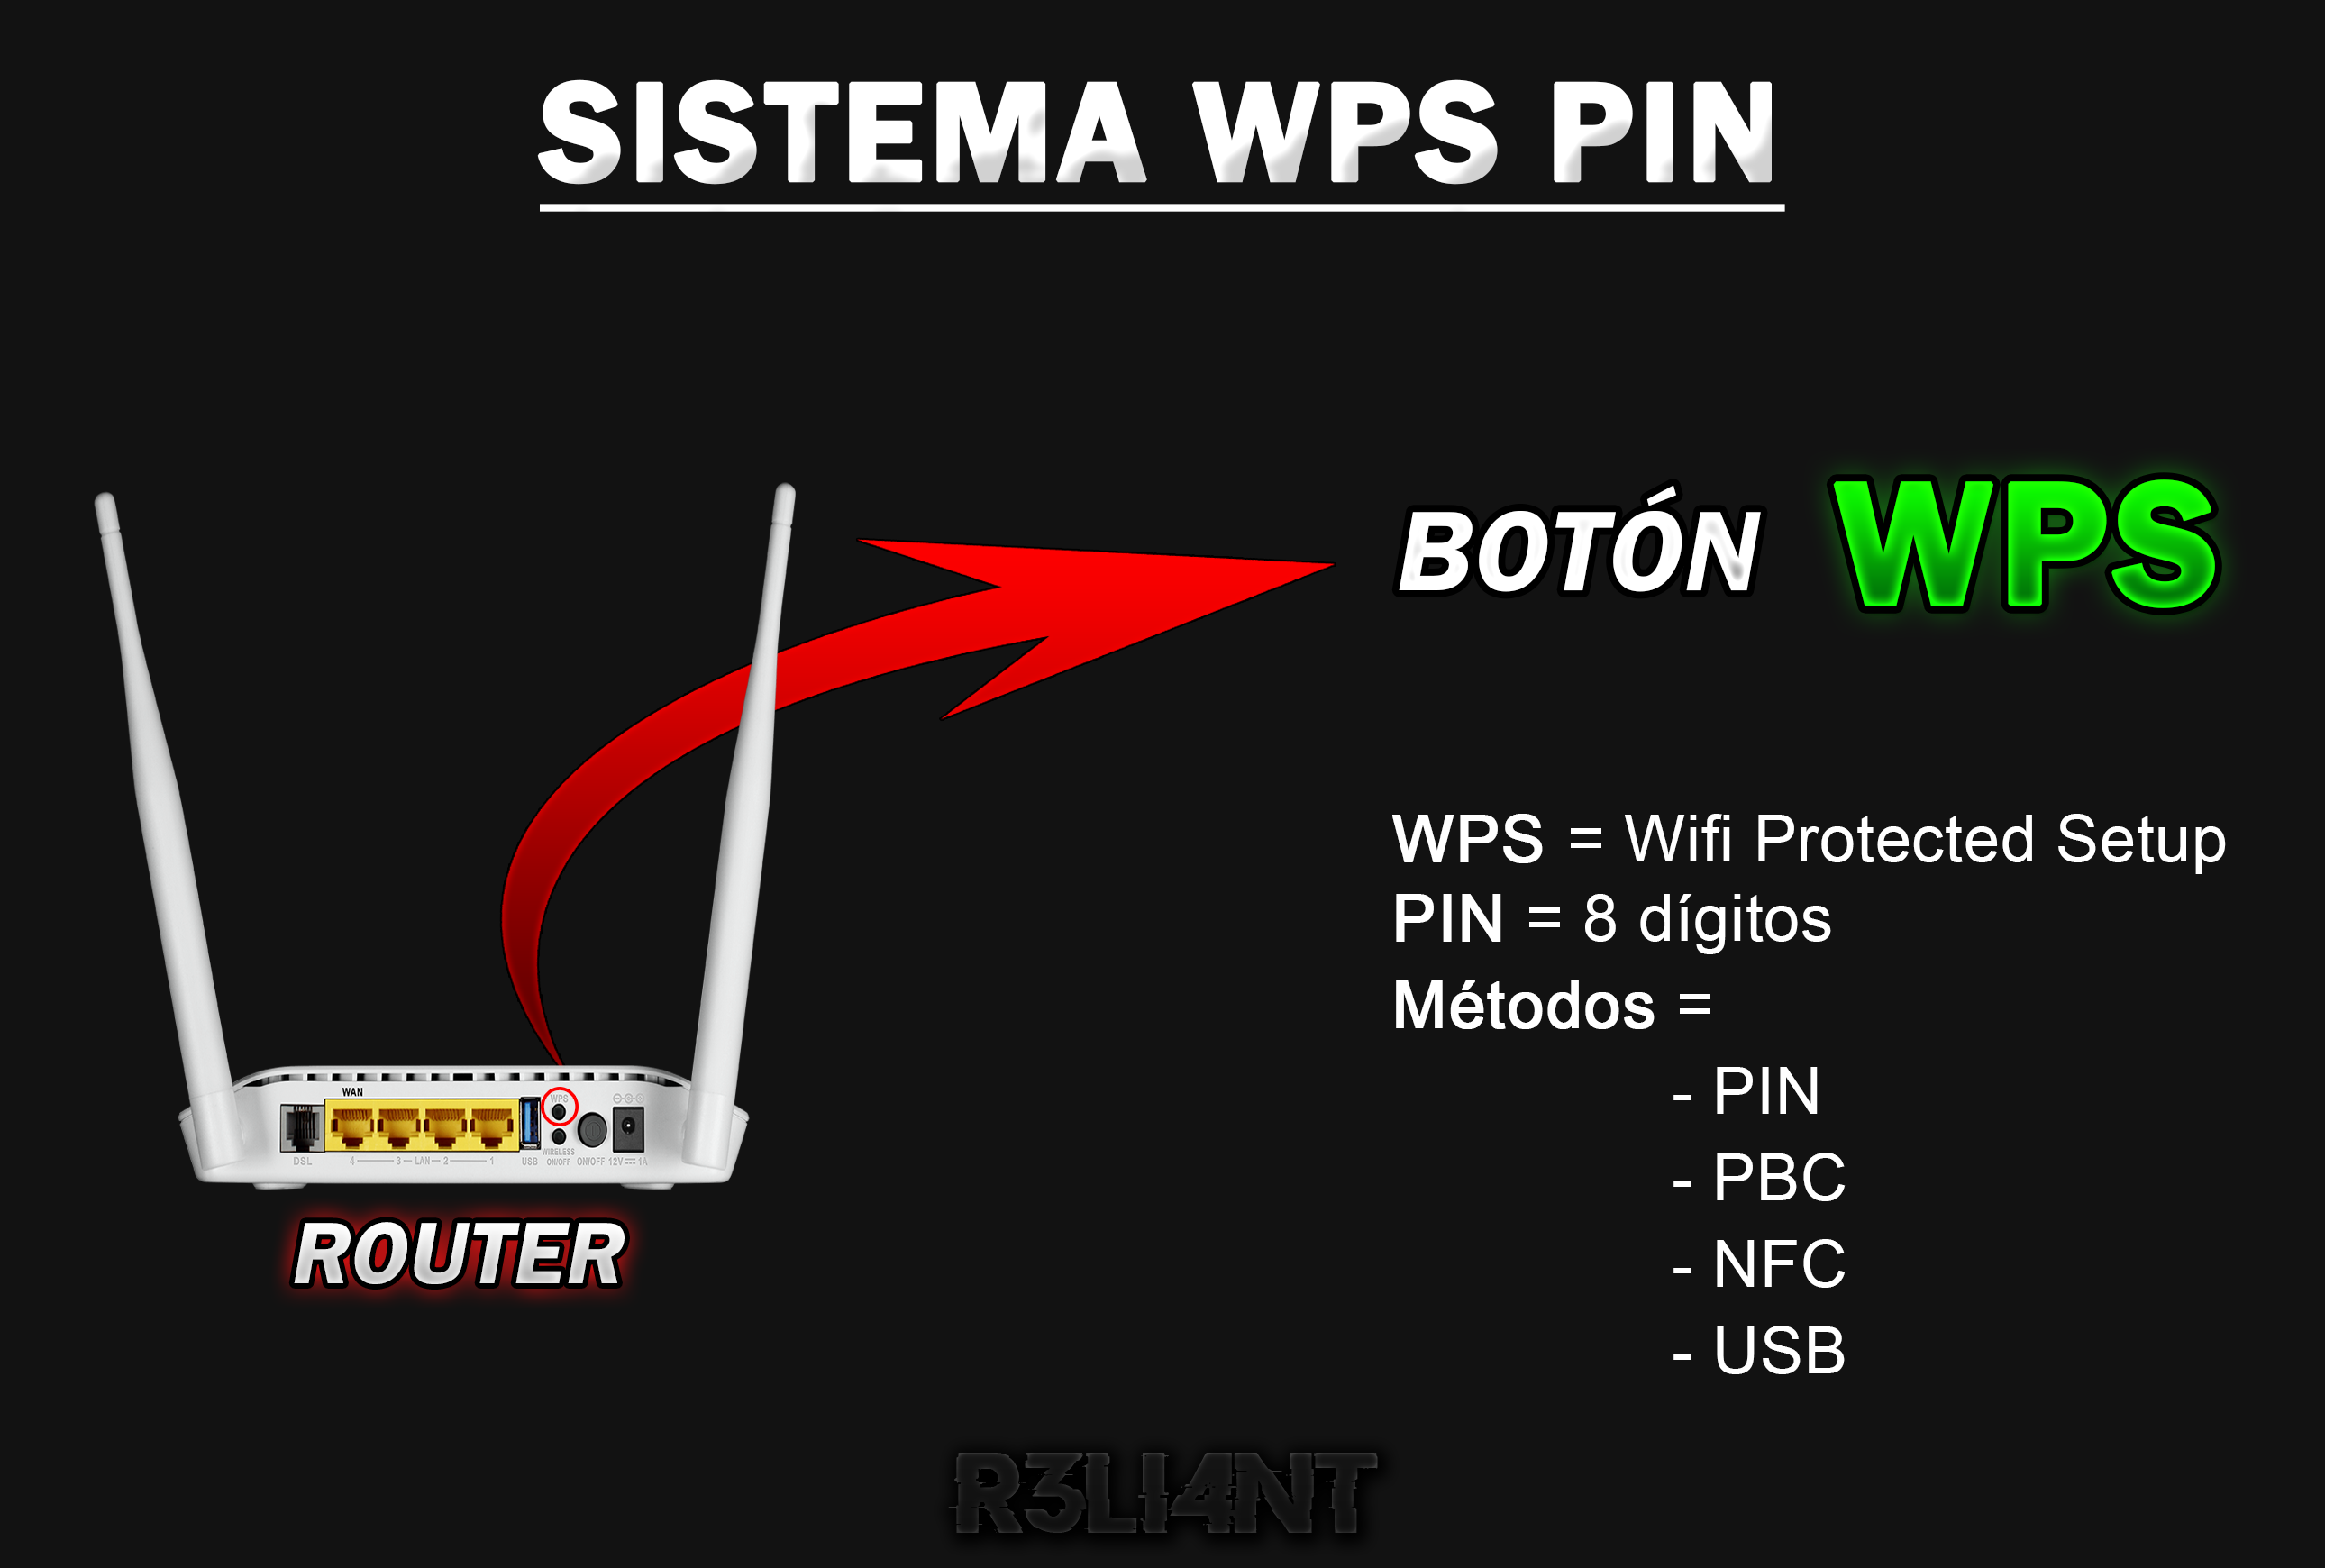 SISTEMA WPS PIN
BOTÓN WPS
WPS = Wifi Protected Setup
PIN = 8 dígitos
Métodos =
- PIN
- PBC
- NFC
- USB
WAN
WPS
DSL
4 3 LAN 2 1
USB
WIRELESS
ON/OFF
ON/OFF
12V 1A
ROUTER
R3LI4NT